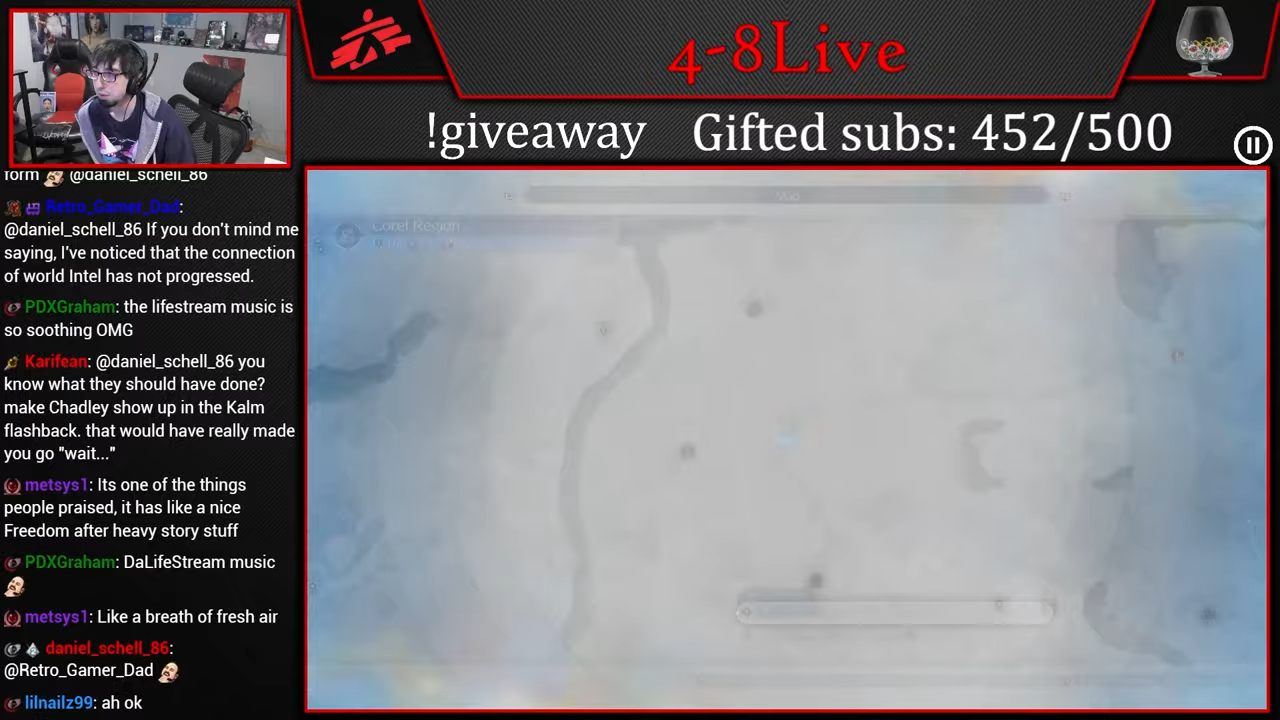 4-8Live
!giveaway Gifted subs: 452/500
form @daniel_schell_86
Retro_Gamer_Dad:
@daniel_schell_86 If you don't mind me
saying, I've noticed that the connection
of world Intel has not progressed.
PDXGraham: the lifestream music is
so soothing OMG
Karifean: @daniel_schell_86 you
know what they should have done?
make Chadley show up in the Kalm
flashback. that would have really made
you go "wait..."
metsys1: Its one of the things
people praised, it has like a nice
Freedom after heavy story stuff
PDXGraham: DaLifeStream music
metsys1: Like a breath of fresh air
daniel_schell_86:
@Retro_Gamer_Dad
lilnailz99: ah ok
Map
Corel Region